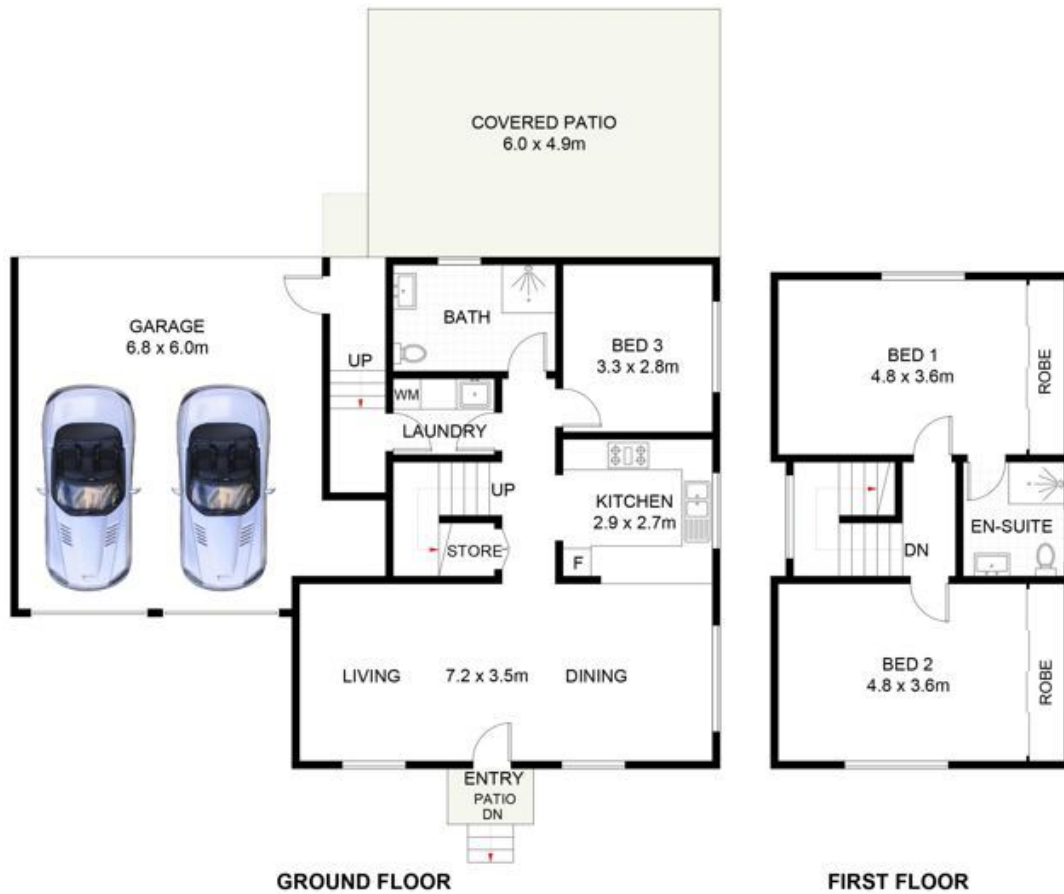 COVERED PATIO
6.0 x 4.9m
GARAGE
6.8 x 6.0m
UP
BATH
BED 3
3.3 x 2.8m
WM
LAUNDRY
UP
KITCHEN
2.9 x 2.7m
STORE
F
LIVING
7.2 x 3.5m
DINING
ENTRY
PATIO
DN
GROUND FLOOR
BED 1
4.8 x 3.6m
ROBE
EN-SUITE
DN
BED 2
4.8 x 3.6m
ROBE
FIRST FLOOR